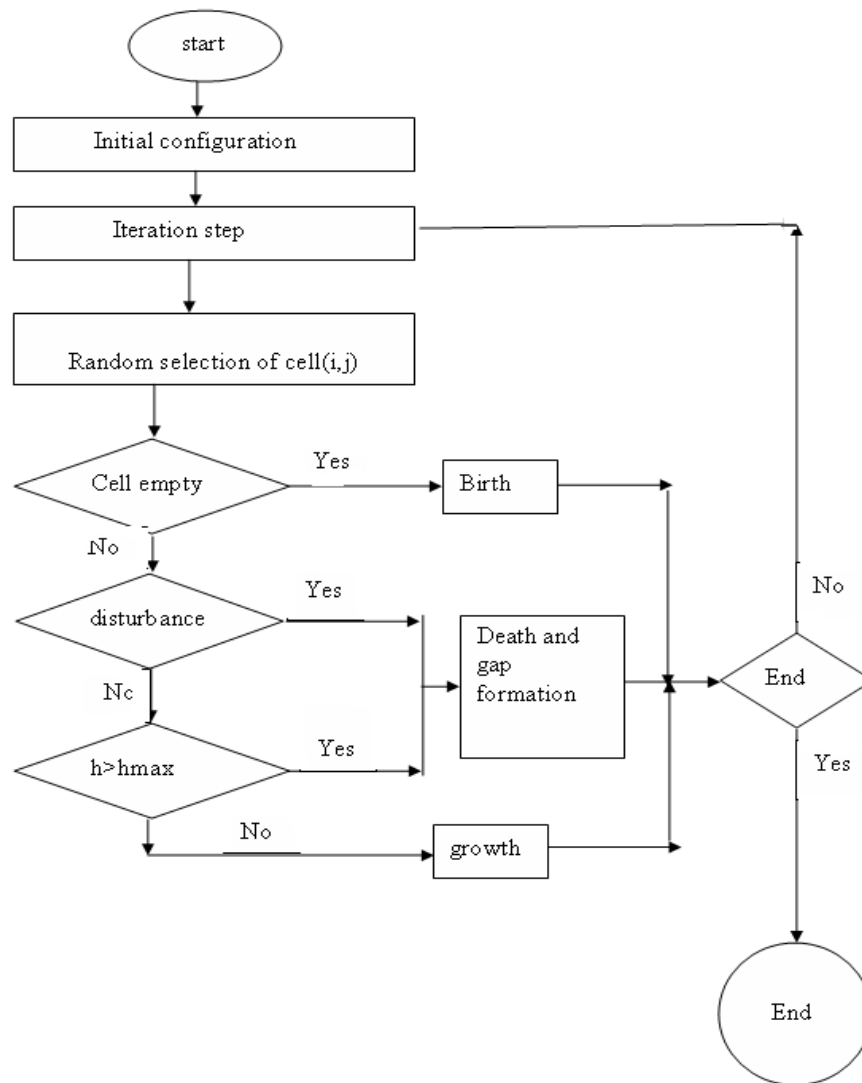 start
Initial configuration
Iteration step
Random selection of cell(i,j)
Cell empty
Yes
Birth
No
disturbance
Yes
Death and
gap
formation
No
End
Nc
h>hmax
Yes
Yes
No
growth
End